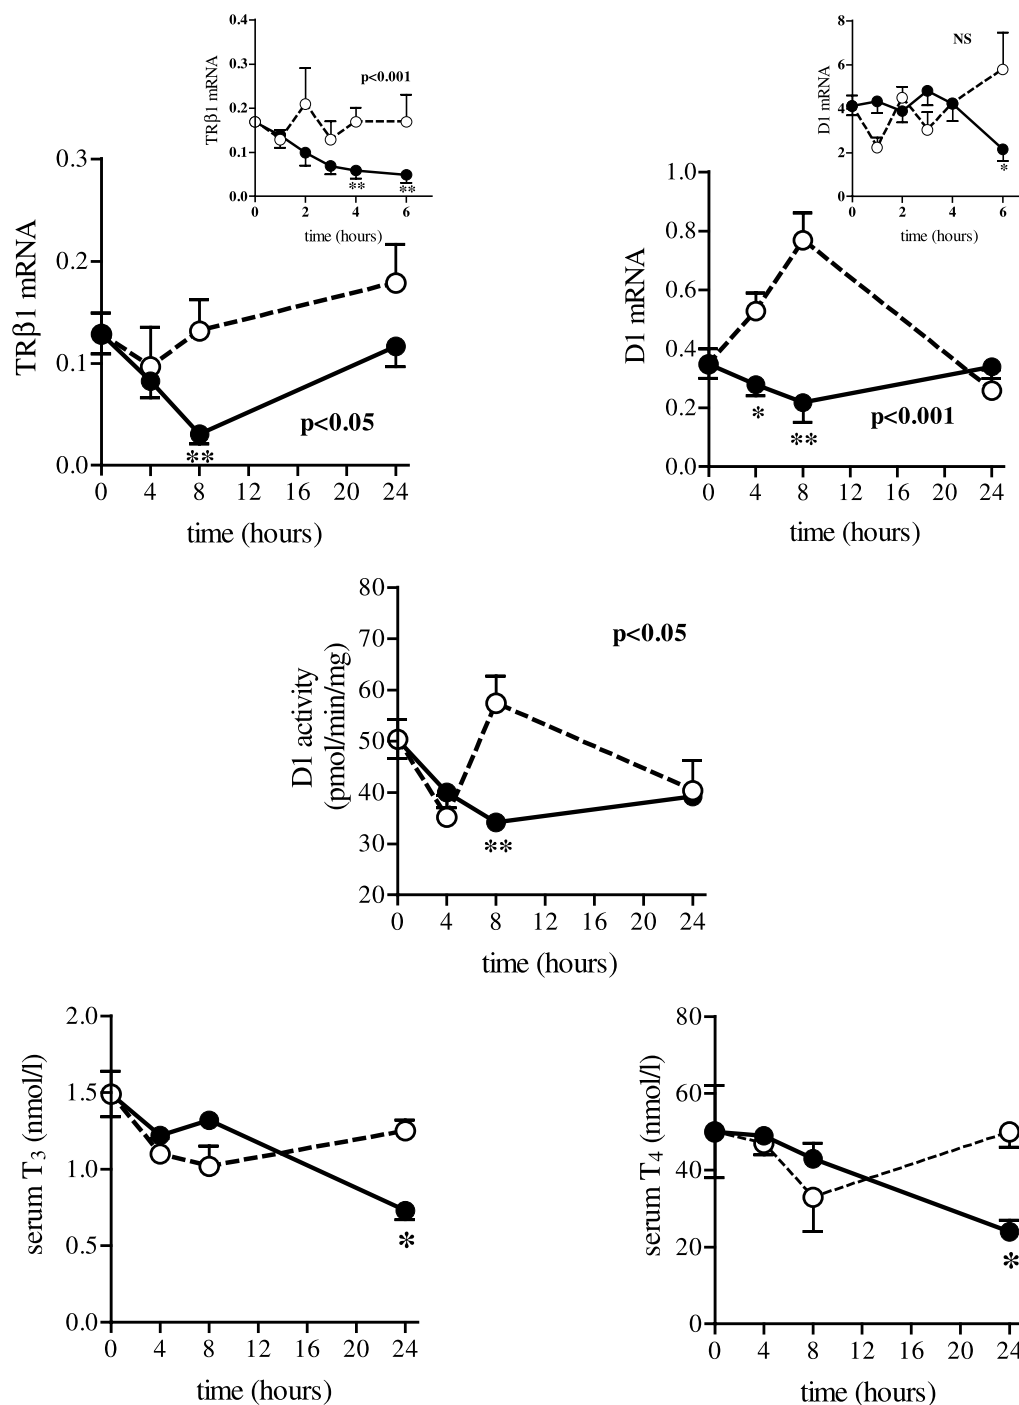 0.4
0.3
0.2
0.1
0.0
TRβ1 mRNA
p<0.001
**
**
0 2 4 6
time (hours)
8
6
4
2
0
D1 mRNA
NS
*
0 2 4 6
time (hours)
0.3
0.2
0.1
0.0
TRβ1 mRNA
p<0.05
**
0 4 8 12 16 20 24
time (hours)
1.0
0.8
0.6
0.4
0.2
0.0
D1 mRNA
*
**
p<0.001
0 4 8 12 16 20 24
time (hours)
80
70
60
50
40
30
20
D1 activity
(pmol/min/mg)
p<0.05
**
0 4 8 12 16 20 24
time (hours)
2.0
1.5
1.0
0.5
0.0
serum T3 (nmol/l)
*
0 4 8 12 16 20 24
time (hours)
80
60
40
20
0
serum T4 (nmol/l)
*
0 4 8 12 16 20 24
time (hours)